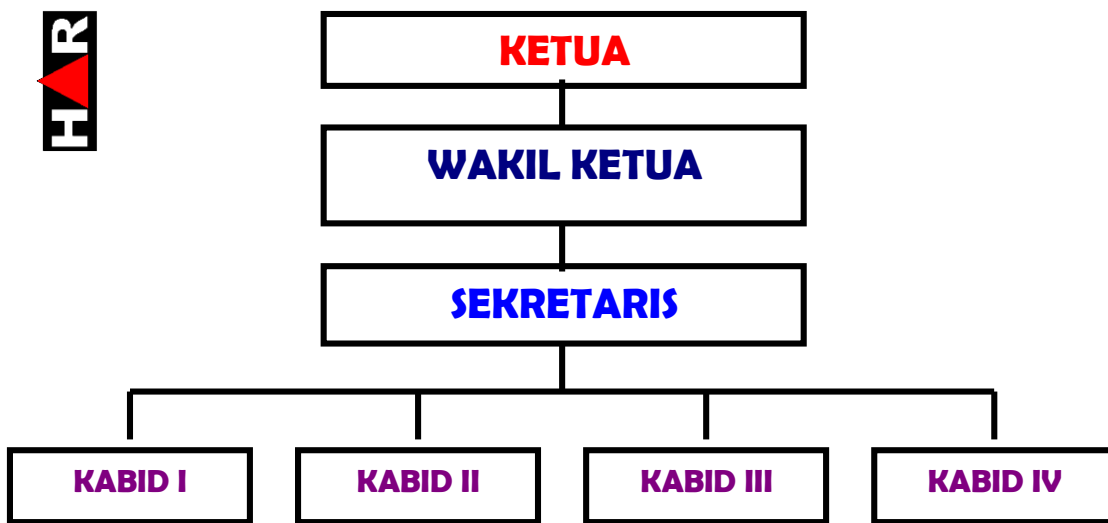 HAR
KETUA
WAKIL KETUA
SEKRETARIS
KABID I
KABID II
KABID III
KABID IV